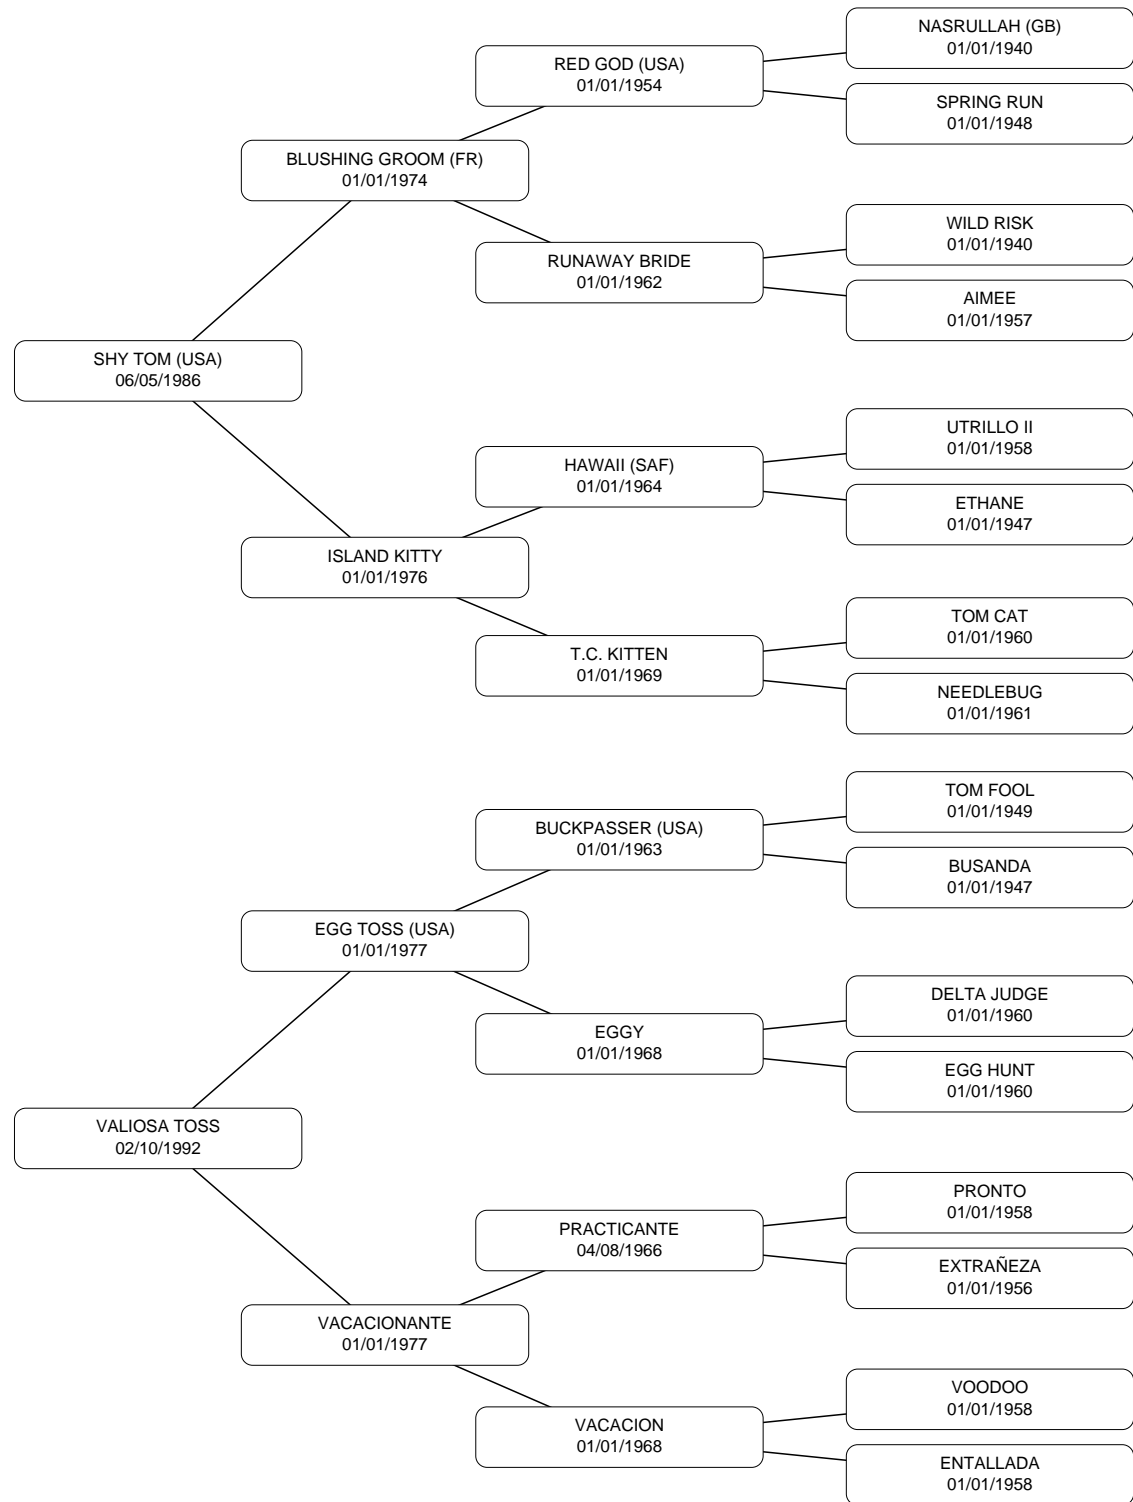 NASRULLAH (GB)
01/01/1940
RED GOD (USA)
01/01/1954
SPRING RUN
01/01/1948
BLUSHING GROOM (FR)
01/01/1974
WILD RISK
01/01/1940
RUNAWAY BRIDE
01/01/1962
AIMEE
01/01/1957
SHY TOM (USA)
06/05/1986
UTRILLO II
01/01/1958
HAWAII (SAF)
01/01/1964
ETHANE
01/01/1947
ISLAND KITTY
01/01/1976
TOM CAT
01/01/1960
T.C. KITTEN
01/01/1969
NEEDLEBUG
01/01/1961
TOM FOOL
01/01/1949
BUCKPASSER (USA)
01/01/1963
BUSANDA
01/01/1947
EGG TOSS (USA)
01/01/1977
DELTA JUDGE
01/01/1960
EGGY
01/01/1968
EGG HUNT
01/01/1960
VALIOSA TOSS
02/10/1992
PRONTO
01/01/1958
PRACTICANTE
04/08/1966
EXTRAÑEZA
01/01/1956
VACACIONANTE
01/01/1977
VOODOO
01/01/1958
VACACION
01/01/1968
ENTALLADA
01/01/1958